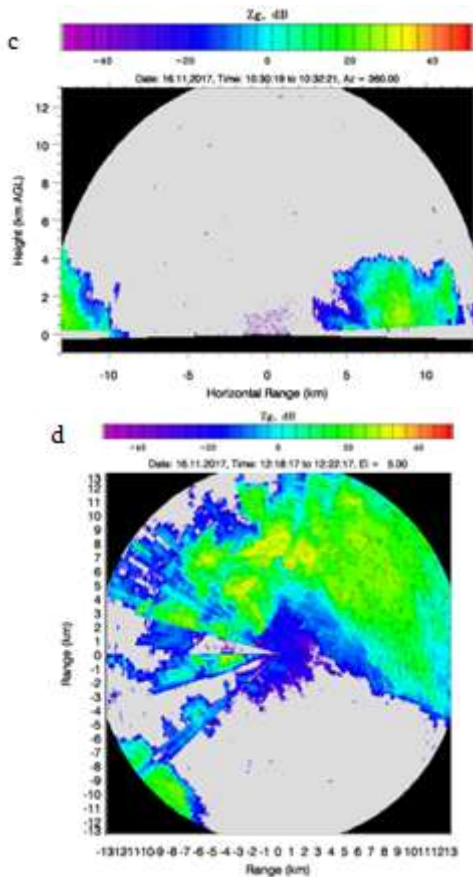 c
Zg, dB
-40 -20 0 20 40
Date: 16.11.2017, Time: 10:30:19 to 10:32:21, Az = 360.00
Height (km AGL)
12
10
8
6
4
2
0
-10 -5 0 5 10
Horizontal Range (km)
d
Zg, dB
-40 -20 0 20 40
Date: 16.11.2017, Time: 12:18:17 to 12:22:17, El = 5.00
Range (km)
13
12
11
10
9
8
7
6
5
4
3
2
1
0
-1
-2
-3
-4
-5
-6
-7
-8
-9
-10
-11
-12
-13
-13121110-9 -8 -7 -6 -5 -4 -3 -2 -1 0 1 2 3 4 5 6 7 8 9 10111213
Range (km)